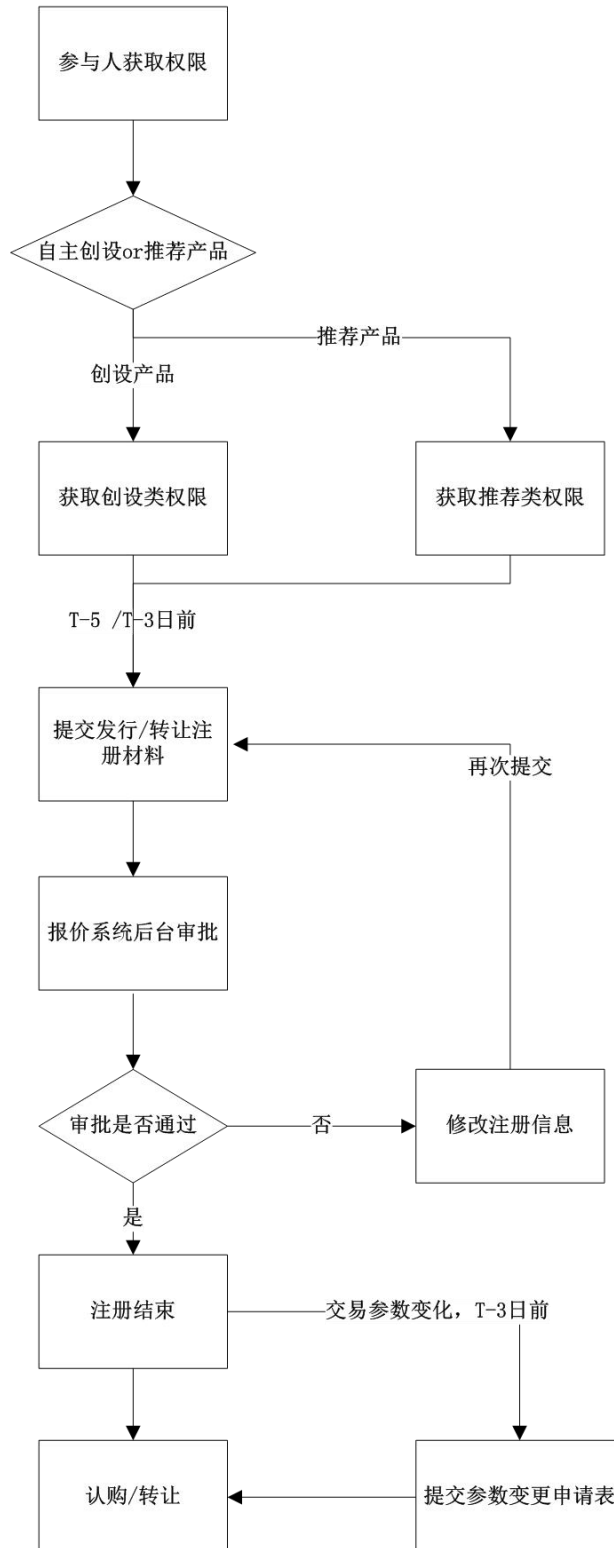 参与人获取权限
自主创设or推荐产品
推荐产品
创设产品
获取创设类权限
获取推荐类权限
T-5 /T-3日前
提交发行/转让注
册材料
再次提交
报价系统后台审批
审批是否通过
否
修改注册信息
是
注册结束
交易参数变化，T-3日前
认购/转让
提交参数变更申请表